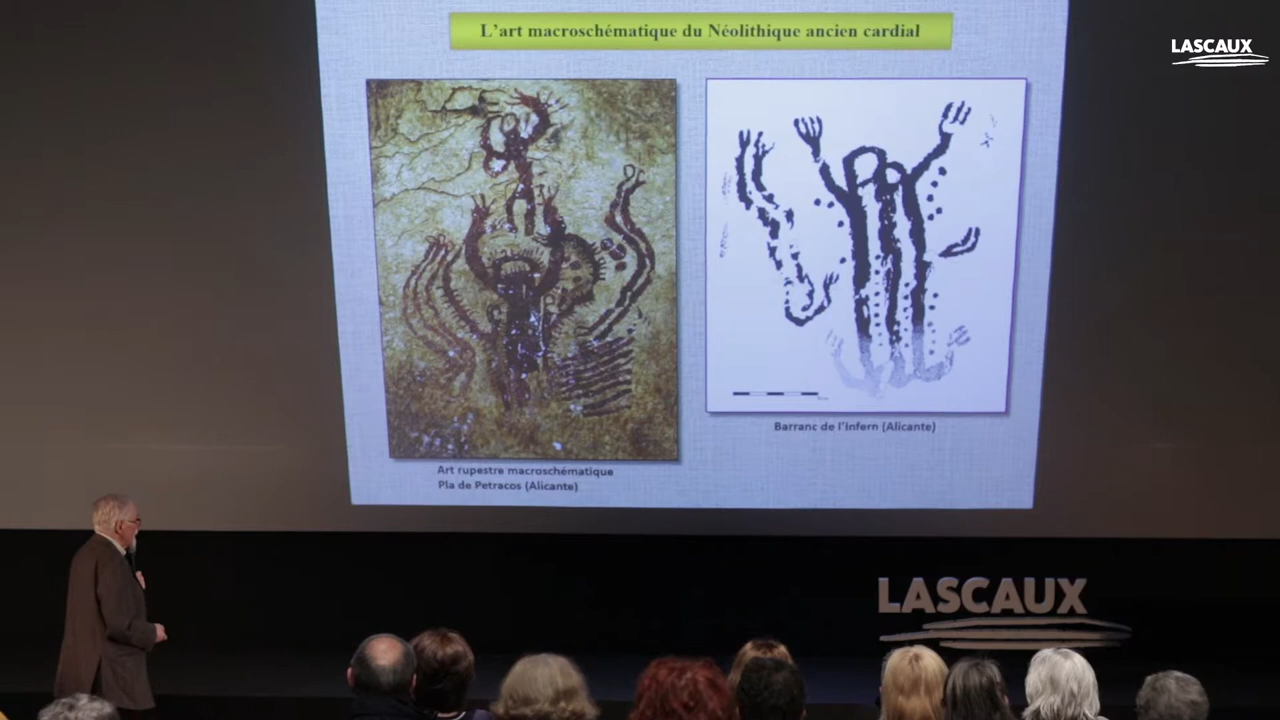 L'art macroschématique du Néolithique ancien cardial
LASCAUX
Barranc de l'Infern (Alicante)
Art rupestre macroschématique
Pla de Petracos (Alicante)
LASCAUX